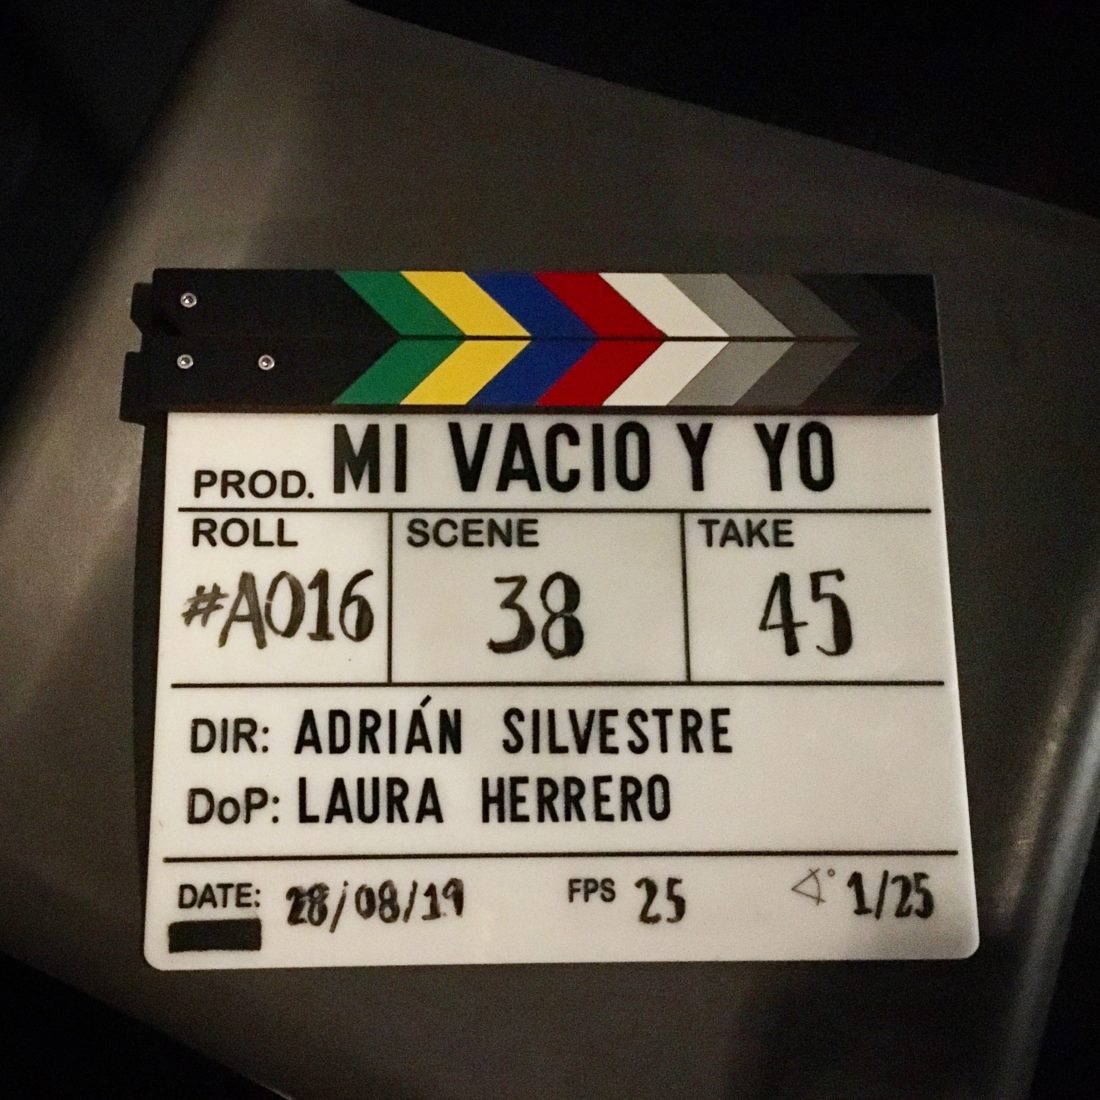 PROD. MI VACIO Y YO
ROLL SCENE TAKE
#A016 38 45
DIR: ADRIÁN SILVESTRE
DoP: LAURA HERRERO
DATE: 28/08/19 FPS 25 ∢° 1/25